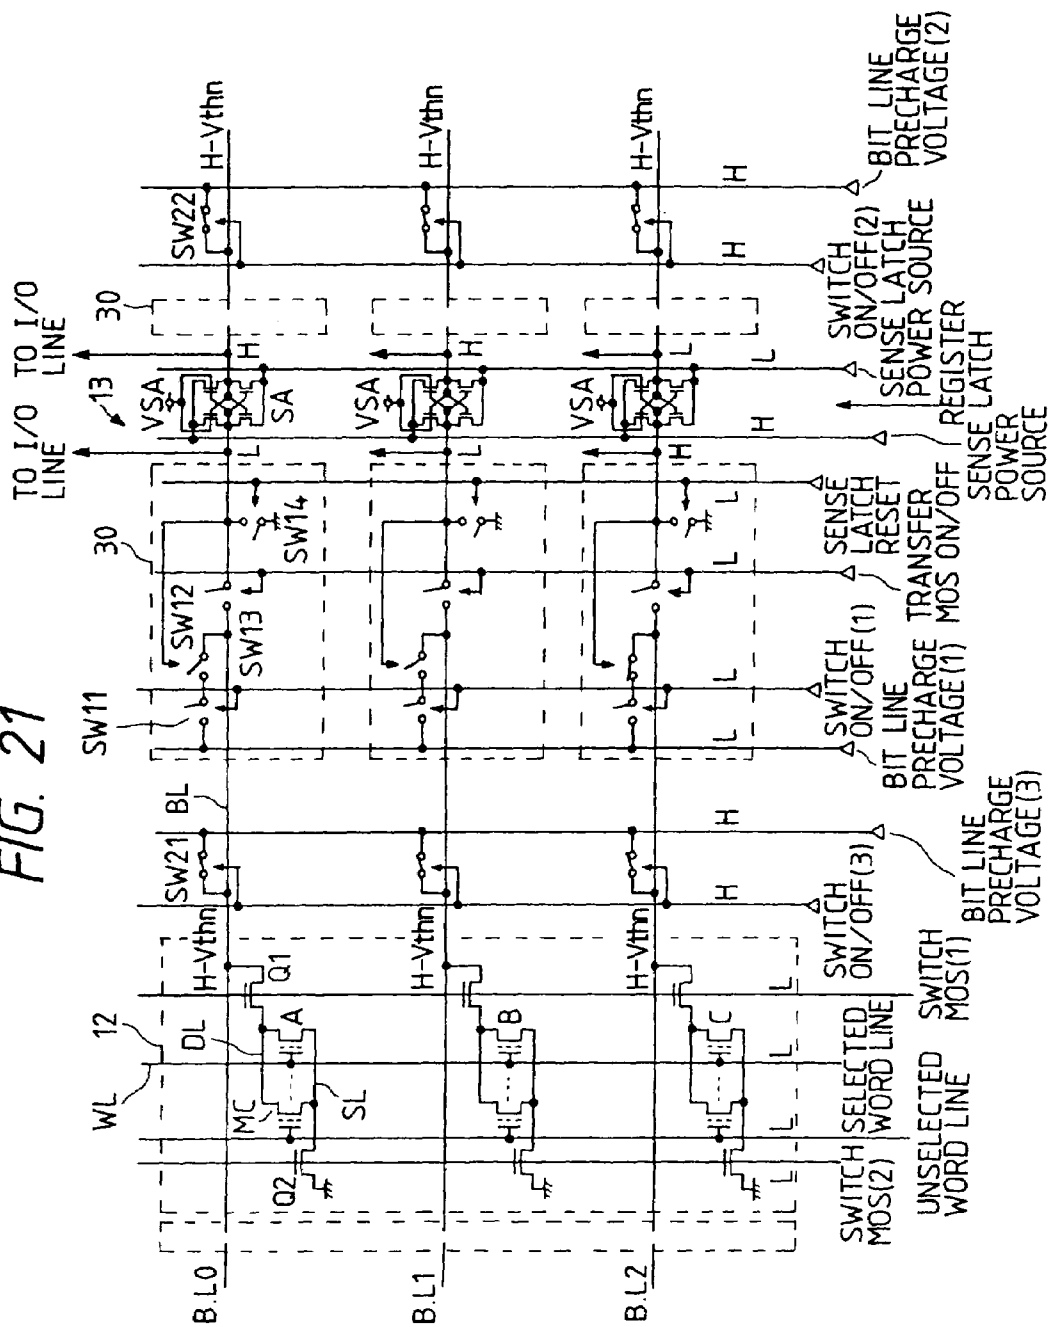 FIG. 21
TO I/O LINE
TO I/O LINE
13
30
30
SW11
SW12
SW13
SW14
SW21
SW22
BL
12
WL
DL
MC
SL
Q1
Q2
A
B
C
SA
VSA
VSA
VSA
B.L0
B.L1
B.L2
H-Vthn
H-Vthn
H-Vthn
H-Vthn
H-Vthn
H-Vthn
L
H
L
H
H
L
L
L
L
L
H
H
L
L
L
L
H
L
H
H
SWITCH
MOS(2)
UNSELECTED
WORD LINE
SELECTED
WORD LINE
SWITCH
MOS(1)
SWITCH
ON/OFF(3)
BIT LINE
PRECHARGE
VOLTAGE(3)
BIT LINE
PRECHARGE
VOLTAGE(1)
SWITCH
ON/OFF(1)
TRANSFER
MOS ON/OFF
SENSE
LATCH
RESET
SENSE LATCH
POWER
SOURCE
REGISTER
SENSE LATCH
POWER SOURCE
SWITCH
ON/OFF(2)
BIT LINE
PRECHARGE
VOLTAGE(2)